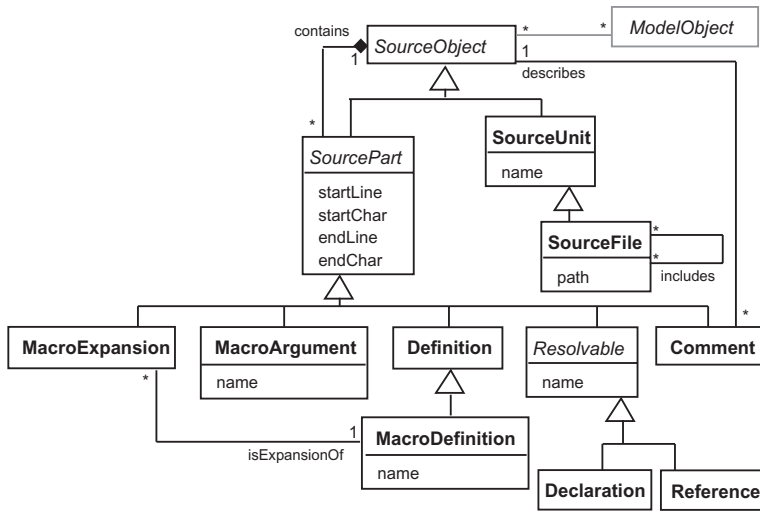 contains
SourceObject
*
*
ModelObject
1
1
describes
*
SourcePart
startLine
startChar
endLine
endChar
SourceUnit
name
SourceFile
path
*
*
includes
*
MacroExpansion
MacroArgument
name
Definition
Resolvable
name
Comment
*
1
isExpansionOf
MacroDefinition
name
Declaration
Reference